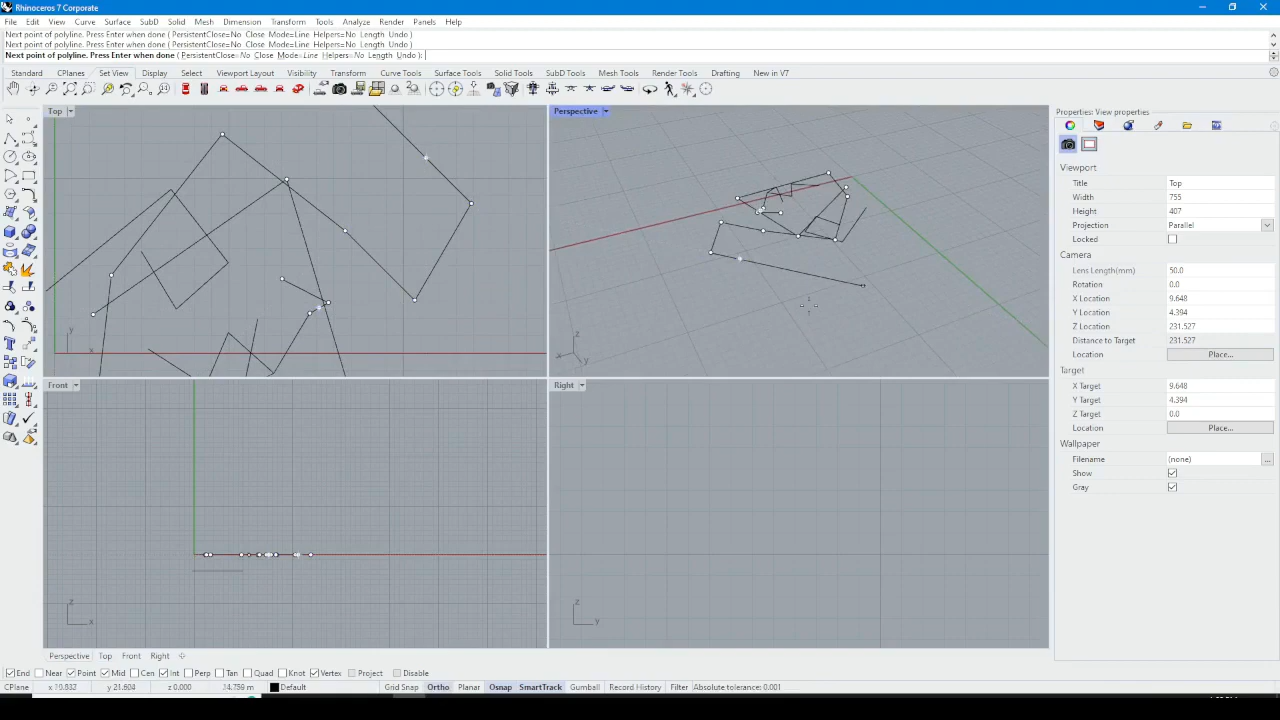 Rhinoceros 7 Corporate
File Edit View Curve Surface SubD Solid Mesh Dimension Transform Tools Analyze Render Panels Help
Next point of polyline. Press Enter when done ( PersistentClose=No Close Mode=Line Helpers=No Length Undo )
Next point of polyline. Press Enter when done ( PersistentClose=No Close Mode=Line Helpers=No Length Undo )
Next point of polyline. Press Enter when done ( PersistentClose=No Close Mode=Line Helpers=No Length Undo ):
Standard CPlanes Set View Display Select Viewport Layout Visibility Transform Curve Tools Surface Tools Solid Tools SubD Tools Mesh Tools Render Tools Drafting New in V7
Top
Perspective
Properties: View properties
Viewport
Title Top
Width 755
Height 407
Projection Parallel
Locked
Camera
Lens Length(mm) 50.0
Rotation 0.0
X Location 9.648
Y Location 4.394
Z Location 231.527
Distance to Target 231.527
Location Place...
Target
X Target 9.648
Y Target 4.394
Z Target 0.0
Location Place...
Wallpaper
Filename (none) ...
Show
Gray
y
x
z
x
y
Front
Right
z
x
z
y
Perspective Top Front Right
End Near Point Mid Cen Int Perp Tan Quad Knot Vertex Project Disable
CPlane y 21.604 z 0.000 Default Grid Snap Ortho Planar Osnap SmartTrack Gumball Record History Filter Absolute tolerance: 0.001